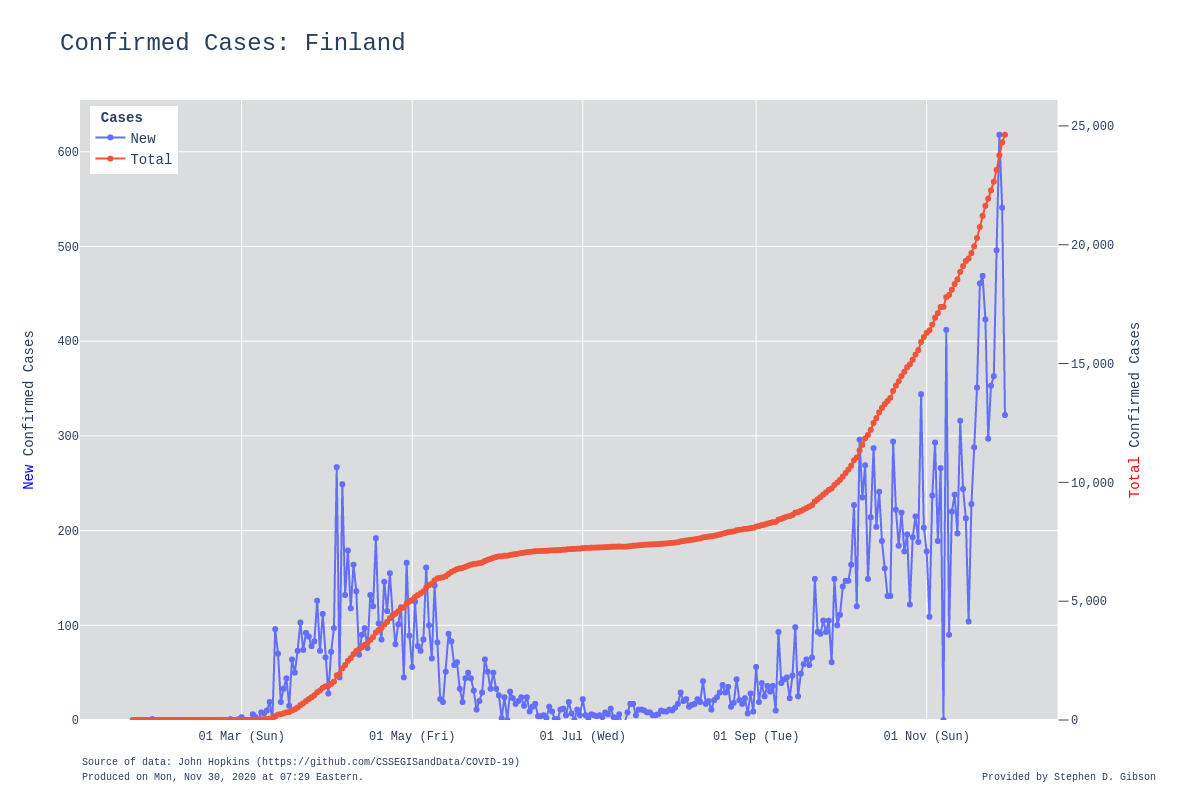 Confirmed Cases: Finland
Cases
New
Total
600
500
400
300
200
100
0
25,000
20,000
15,000
10,000
5,000
0
New Confirmed Cases
Total Confirmed Cases
01 Mar (Sun)
01 May (Fri)
01 Jul (Wed)
01 Sep (Tue)
01 Nov (Sun)
Source of data: John Hopkins (https://github.com/CSSEGISandData/COVID-19)
Produced on Mon, Nov 30, 2020 at 07:29 Eastern.
Provided by Stephen D. Gibson